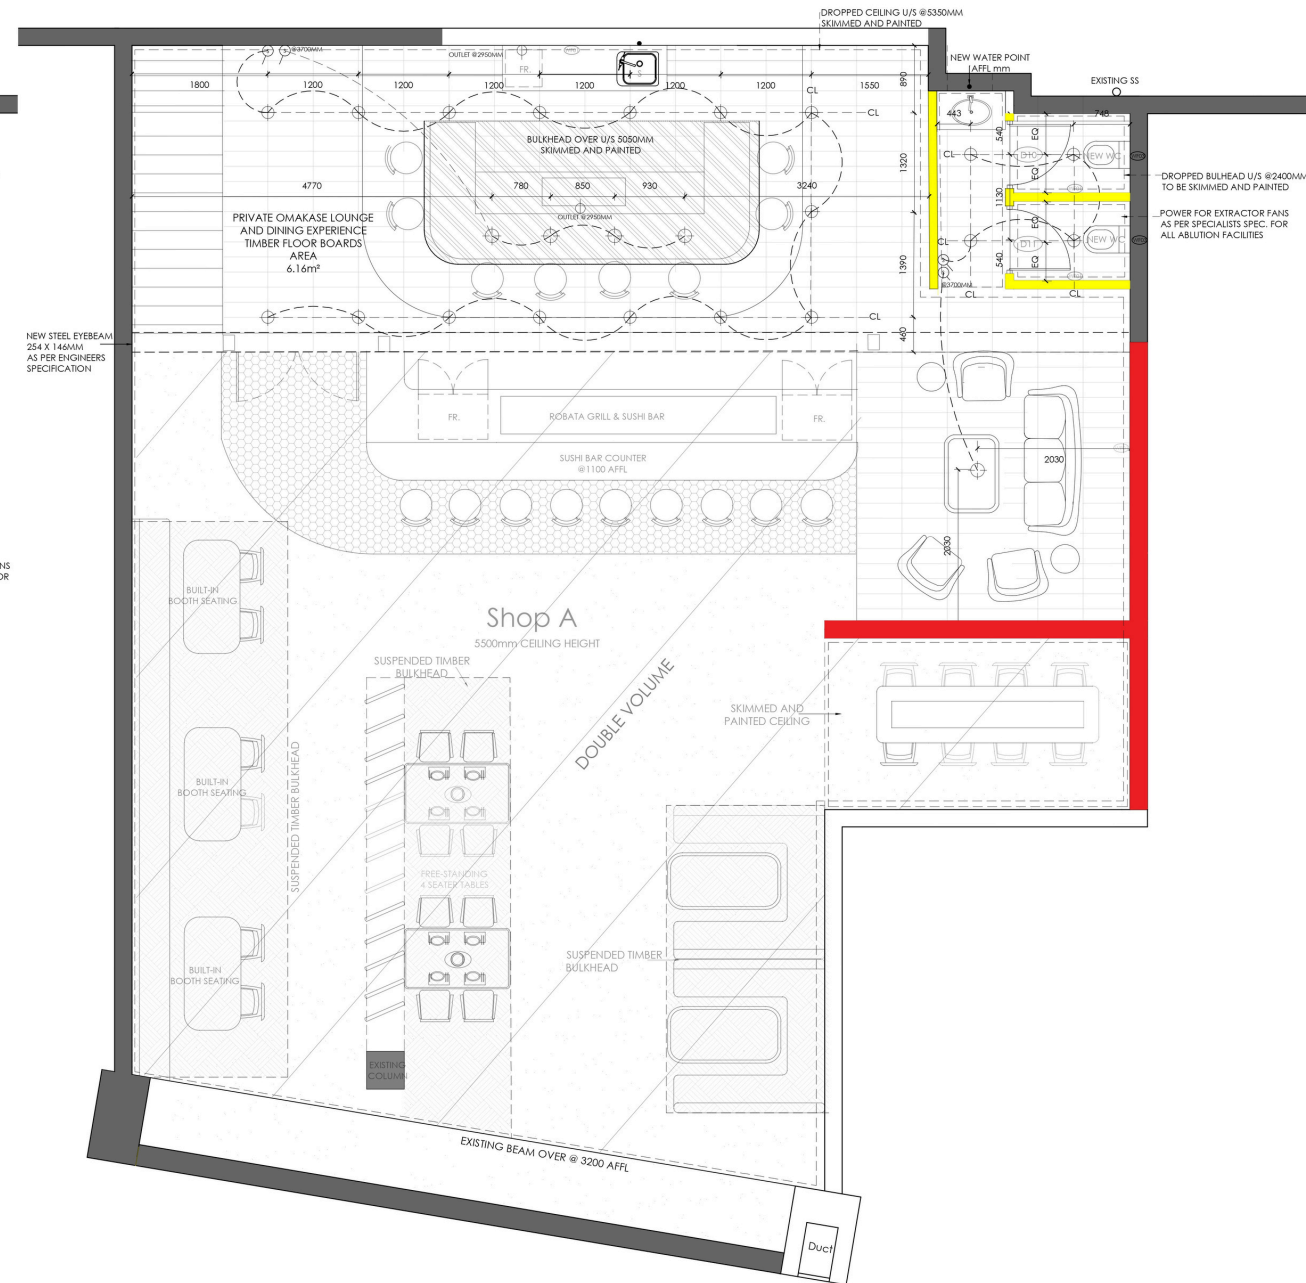 DROPPED CEILING U/S @5350MM
SKIMMED AND PAINTED
@3700MM
OUTLET @2950MM
FR.
S
NEW WATER POINT
AFFL mm
EXISTING SS
1800
1200
1200
1200
1200
1200
1200
1550
890
CL
CL
443
748
540
EQ
CL
D10
NEW WC
BULKHEAD OVER U/S 5050MM
SKIMMED AND PAINTED
1320
EQ
DROPPED BULHEAD U/S @2400MM
TO BE SKIMMED AND PAINTED
4770
780
850
930
3240
1130
PRIVATE OMAKASE LOUNGE
AND DINING EXPERIENCE
TIMBER FLOOR BOARDS
AREA
6.16m²
OUTLET @2950MM
POWER FOR EXTRACTOR FANS
AS PER SPECIALISTS SPEC. FOR
ALL ABLUTION FACILITIES
EQ
CL
D11
NEW WC
1390
540
EQ
@3700MM
CL
CL
CL
460
NEW STEEL EYEBEAM
254 X 146MM
AS PER ENGINEERS
SPECIFICATION
FR.
ROBATA GRILL & SUSHI BAR
FR.
SUSHI BAR COUNTER
@1100 AFFL
2030
2030
NS
OR
BUILT-IN
BOOTH SEATING
Shop A
5500mm CEILING HEIGHT
SUSPENDED TIMBER
BULKHEAD
DOUBLE VOLUME
SKIMMED AND
PAINTED CEILING
BUILT-IN
BOOTH SEATING
SUSPENDED TIMBER BULKHEAD
FREE-STANDING
4 SEATER TABLES
SUSPENDED TIMBER
BULKHEAD
BUILT-IN
BOOTH SEATING
EXISTING
COLUMN
EXISTING BEAM OVER @ 3200 AFFL
Duct